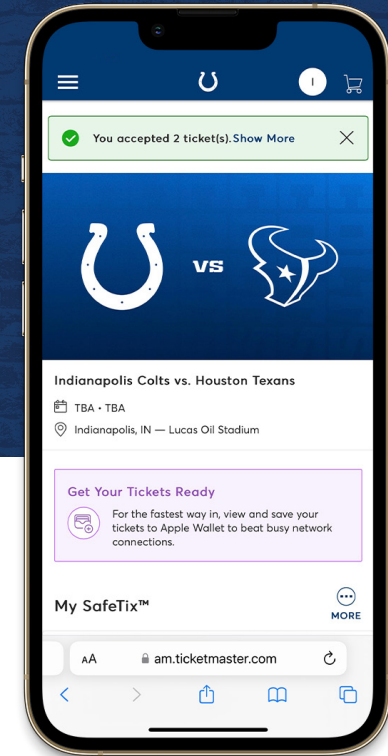 I
You accepted 2 ticket(s).Show More
VS
Indianapolis Colts vs. Houston Texans
TBA • TBA
Indianapolis, IN — Lucas Oil Stadium
Get Your Tickets Ready
For the fastest way in, view and save your
tickets to Apple Wallet to beat busy network
connections.
My SafeTix™
MORE
AA
am.ticketmaster.com